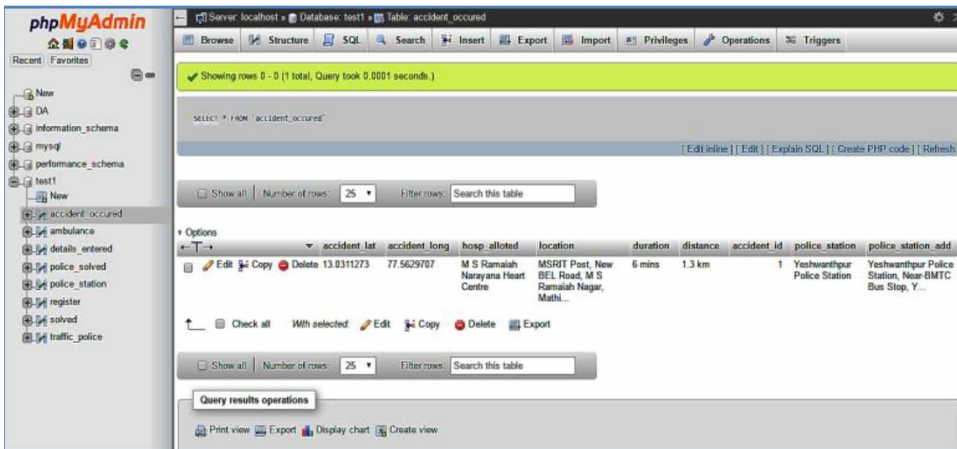 phpMyAdmin
Recent Favorites
New
DA
information_schema
mysql
performance_schema
test1
New
accident_occured
ambulance
details_entered
police_solved
police_station
register
solved
traffic_police
Server: localhost » Database: test1 » Table: accident_occured
Browse Structure SQL Search Insert Export Import Privileges Operations Triggers
Showing rows 0 - 0 (1 total, Query took 0.0001 seconds.)
SELECT * FROM `accident_occured`
[ Edit inline ] [ Edit ] [ Explain SQL ] [ Create PHP code ] [ Refresh
Show all Number of rows: 25 Filter rows: Search this table
+ Options
←T→ accident_lat accident_long hosp_alloted location duration distance accident_id police_station police_station_add
Edit Copy Delete 13.0311273 77.5629707 M S Ramaiah MSRIT Post, New 6 mins 1.3 km 1 Yeshwanthpur Yeshwanthpur Police
Narayana Heart BEL Road, M S Police Station Station, Near-BMTC
Centre Ramaiah Nagar, Bus Stop, Y...
Mathi...
Check all With selected: Edit Copy Delete Export
Show all Number of rows: 25 Filter rows: Search this table
Query results operations
Print view Export Display chart Create view